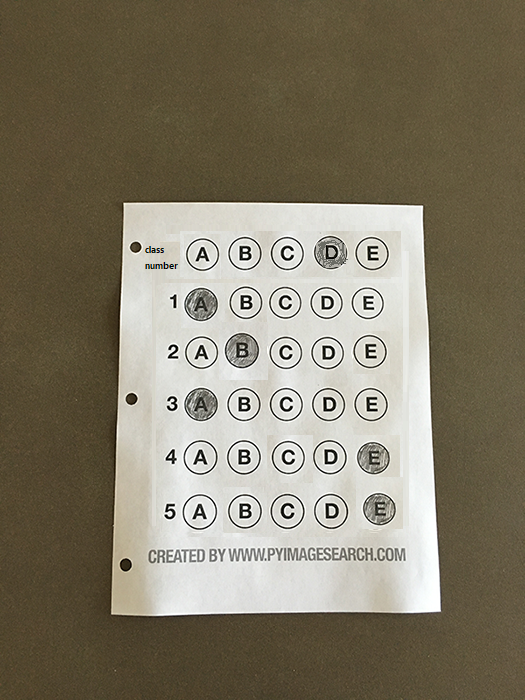 class number A B C D E
1 A B C D E
2 A B C D E
3 A B C D E
4 A B C D E
5 A B C D E
CREATED BY WWW.PYIMAGESEARCH.COM